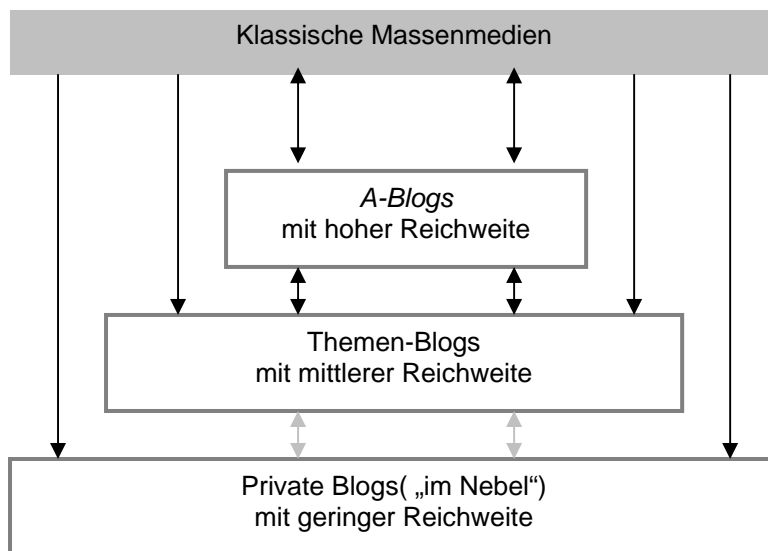 Klassische Massenmedien
A-Blogs
mit hoher Reichweite
Themen-Blogs
mit mittlerer Reichweite
Private Blogs( „im Nebel“)
mit geringer Reichweite